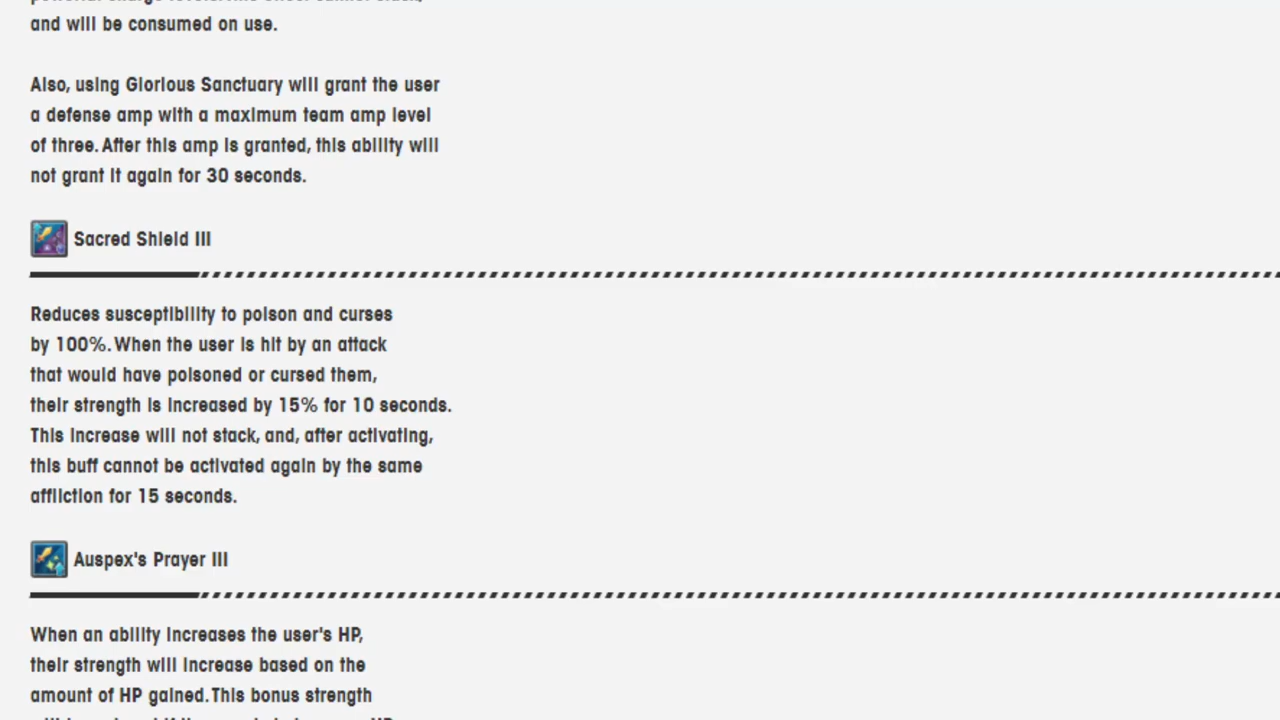 and will be consumed on use.
Also, using Glorious Sanctuary will grant the user
a defense amp with a maximum team amp level
of three. After this amp is granted, this ability will
not grant it again for 30 seconds.
Sacred Shield III
Reduces susceptibility to poison and curses
by 100%. When the user is hit by an attack
that would have poisoned or cursed them,
their strength is increased by 15% for 10 seconds.
This increase will not stack, and, after activating,
this buff cannot be activated again by the same
affliction for 15 seconds.
Auspex's Prayer III
When an ability increases the user's HP,
their strength will increase based on the
amount of HP gained. This bonus strength